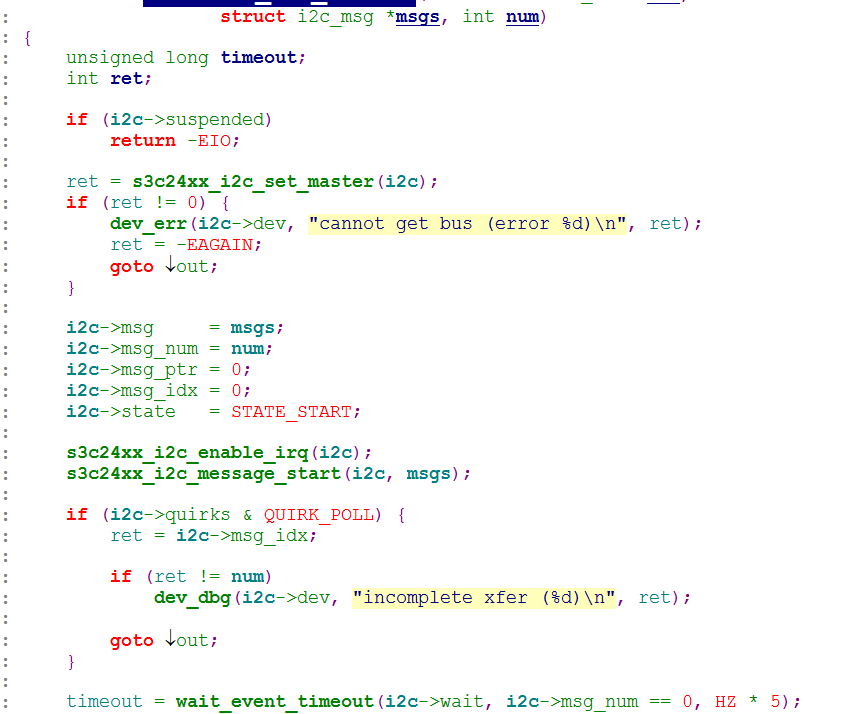 struct i2c_msg *msgs, int num)
: {
: unsigned long timeout;
: int ret;
:
: if (i2c->suspended)
: return -EIO;
:
: ret = s3c24xx_i2c_set_master(i2c);
: if (ret != 0) {
: dev_err(i2c->dev, "cannot get bus (error %d)\n", ret);
: ret = -EAGAIN;
: goto ↓out;
: }
:
: i2c->msg = msgs;
: i2c->msg_num = num;
: i2c->msg_ptr = 0;
: i2c->msg_idx = 0;
: i2c->state = STATE_START;
:
: s3c24xx_i2c_enable_irq(i2c);
: s3c24xx_i2c_message_start(i2c, msgs);
:
: if (i2c->quirks & QUIRK_POLL) {
: ret = i2c->msg_idx;
:
: if (ret != num)
: dev_dbg(i2c->dev, "incomplete xfer (%d)\n", ret);
:
: goto ↓out;
: }
:
: timeout = wait_event_timeout(i2c->wait, i2c->msg_num == 0, HZ * 5);